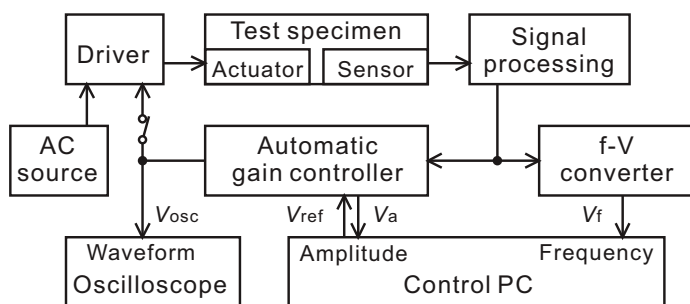 Driver
Test specimen
Actuator
Sensor
Signal
processing
AC
source
Automatic
gain controller
f-V
converter
Vosc
Vref
Va
Vf
Waveform
Oscilloscope
Amplitude
Frequency
Control PC